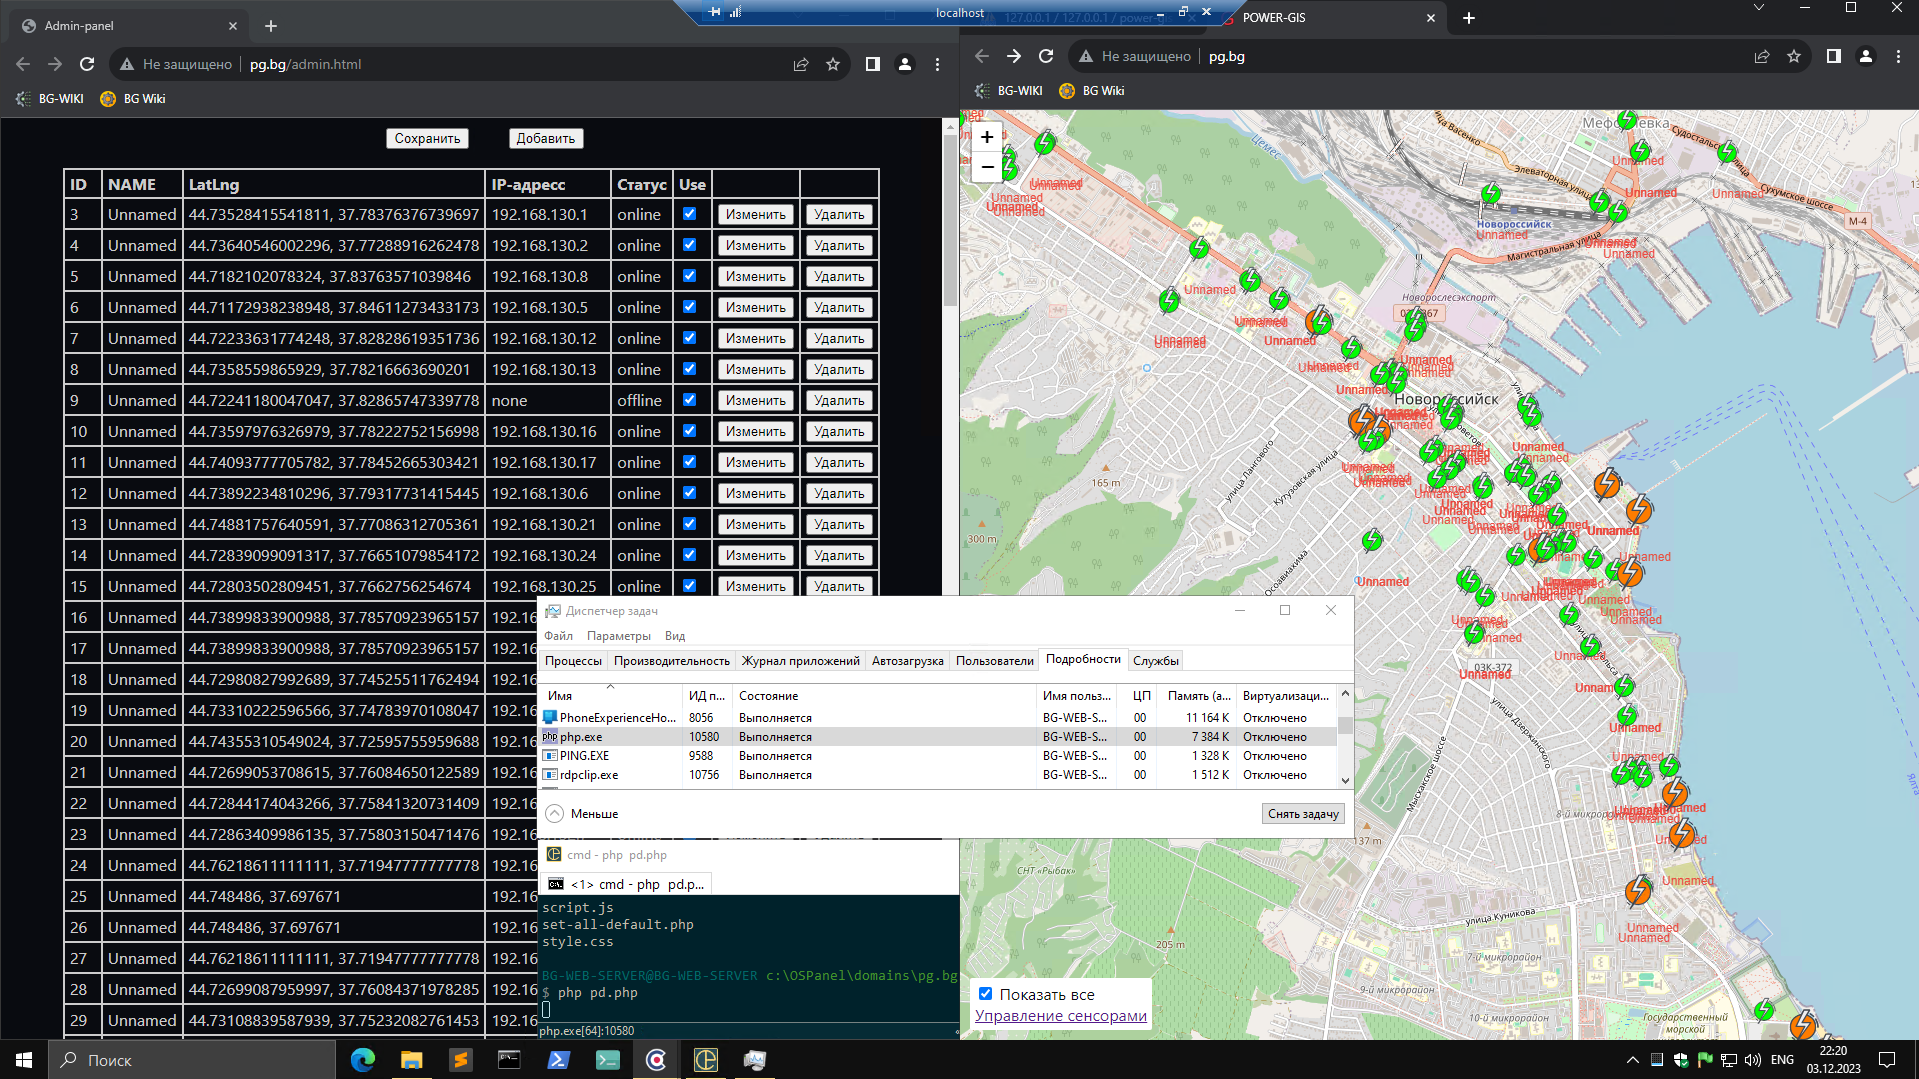 Admin-panel
localhost
127.0.0.1 / 127.0.0.1 / power-gis
POWER-GIS
Не защищено
pg.bg/admin.html
Не защищено
pg.bg
BG-WIKI
BG Wiki
BG-WIKI
BG Wiki
Сохранить
Добавить
ID NAME LatLng IP-адресс Статус Use
3 Unnamed 44.73528415541811, 37.78376376739697 192.168.130.1 online Изменить Удалить
4 Unnamed 44.73640546002296, 37.77288916262478 192.168.130.2 online Изменить Удалить
5 Unnamed 44.7182102078324, 37.83763571039846 192.168.130.8 online Изменить Удалить
6 Unnamed 44.71172938238948, 37.84611273433173 192.168.130.5 online Изменить Удалить
7 Unnamed 44.72233631774248, 37.82828619351736 192.168.130.12 online Изменить Удалить
8 Unnamed 44.7358559865929, 37.78216663690201 192.168.130.13 online Изменить Удалить
9 Unnamed 44.72241180047047, 37.82865747339778 none offline Изменить Удалить
10 Unnamed 44.73597976326979, 37.78222752156998 192.168.130.16 online Изменить Удалить
11 Unnamed 44.74093777705782, 37.78452665303421 192.168.130.17 online Изменить Удалить
12 Unnamed 44.73892234810296, 37.79317731415445 192.168.130.6 online Изменить Удалить
13 Unnamed 44.74881757640591, 37.77086312705361 192.168.130.21 online Изменить Удалить
14 Unnamed 44.72839099091317, 37.76651079854172 192.168.130.24 online Изменить Удалить
15 Unnamed 44.72803502809451, 37.7662756254674 192.168.130.25 online Изменить Удалить
16 Unnamed 44.73899833900988, 37.78570923965157 192.16
17 Unnamed 44.73899833900988, 37.78570923965157 192.16
18 Unnamed 44.72980827992689, 37.74525511762494 192.16
19 Unnamed 44.73310222596566, 37.74783970108047 192.16
20 Unnamed 44.74355310549024, 37.72595755959688 192.16
21 Unnamed 44.72699053708615, 37.76084650122589 192.16
22 Unnamed 44.72844174043266, 37.75841320731409 192.16
23 Unnamed 44.72863409986135, 37.75803150471476 192.16
24 Unnamed 44.76218611111111, 37.71947777777778 192.16
25 Unnamed 44.748486, 37.697671 192.16
26 Unnamed 44.748486, 37.697671 192.16
27 Unnamed 44.76218611111111, 37.71947777777778 192.16
28 Unnamed 44.72699087959997, 37.76084371978285 192.16
29 Unnamed 44.73108839587939, 37.75232082761453 192.16
Диспетчер задач
Файл Параметры Вид
Процессы Производительность Журнал приложений Автозагрузка Пользователи Подробности Службы
Имя ИД п... Состояние Имя польз... ЦП Память (а... Виртуализаци...
PhoneExperienceHo... 8056 Выполняется BG-WEB-S... 00 11 164 K Отключено
php.exe 10580 Выполняется BG-WEB-S... 00 7 384 K Отключено
PING.EXE 9588 Выполняется BG-WEB-S... 00 1 328 K Отключено
rdpclip.exe 10756 Выполняется BG-WEB-S... 00 1 512 K Отключено
Меньше
Снять задачу
cmd - php pd.php
<1> cmd - php pd.p...
script.js
set-all-default.php
style.css
BG-WEB-SERVER@BG-WEB-SERVER c:\OSPanel\domains\pg.bg
$ php pd.php
php.exe[64]:10580
+
−
Цемес
улица Васенко
Элеваторная улица
Судостальская улица
Сухумское шоссе
М-4
Новороссийск
Unnamed
Магистральная улица
Unnamed
Новорослесэкспорт
Unnamed
Новороссийск
Unnamed
165 m
улица Лангового
Кутузовская улица
300 m
Осоавиахима
Unnamed
03К-372
Unnamed
улица Дзержинского
Мысхакское шоссе
Ялта
8-й микрорайон
137 m
СНТ «Рыбак»
205 m
улица Куникова
Unnamed
7-й микрорайон
9-й микрорайон
10-й микрорайон
Государственный
морской
Показать все
Управление сенсорами
Поиск
ENG
22:20
03.12.2023